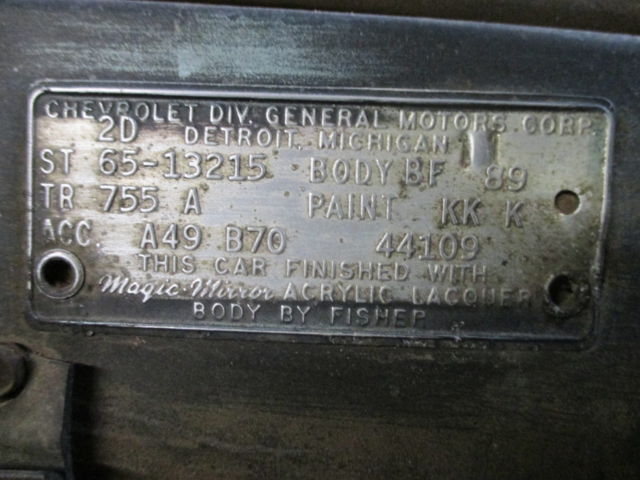 CHEVROLET DIV. GENERAL MOTORS CORP.
2D DETROIT, MICHIGAN
ST 65-13215 BODY BF 89
TR 755 A PAINT KK K
ACC. A49 B70 44109
THIS CAR FINISHED WITH
Magic-Mirror ACRYLIC LACQUER
BODY BY FISHER